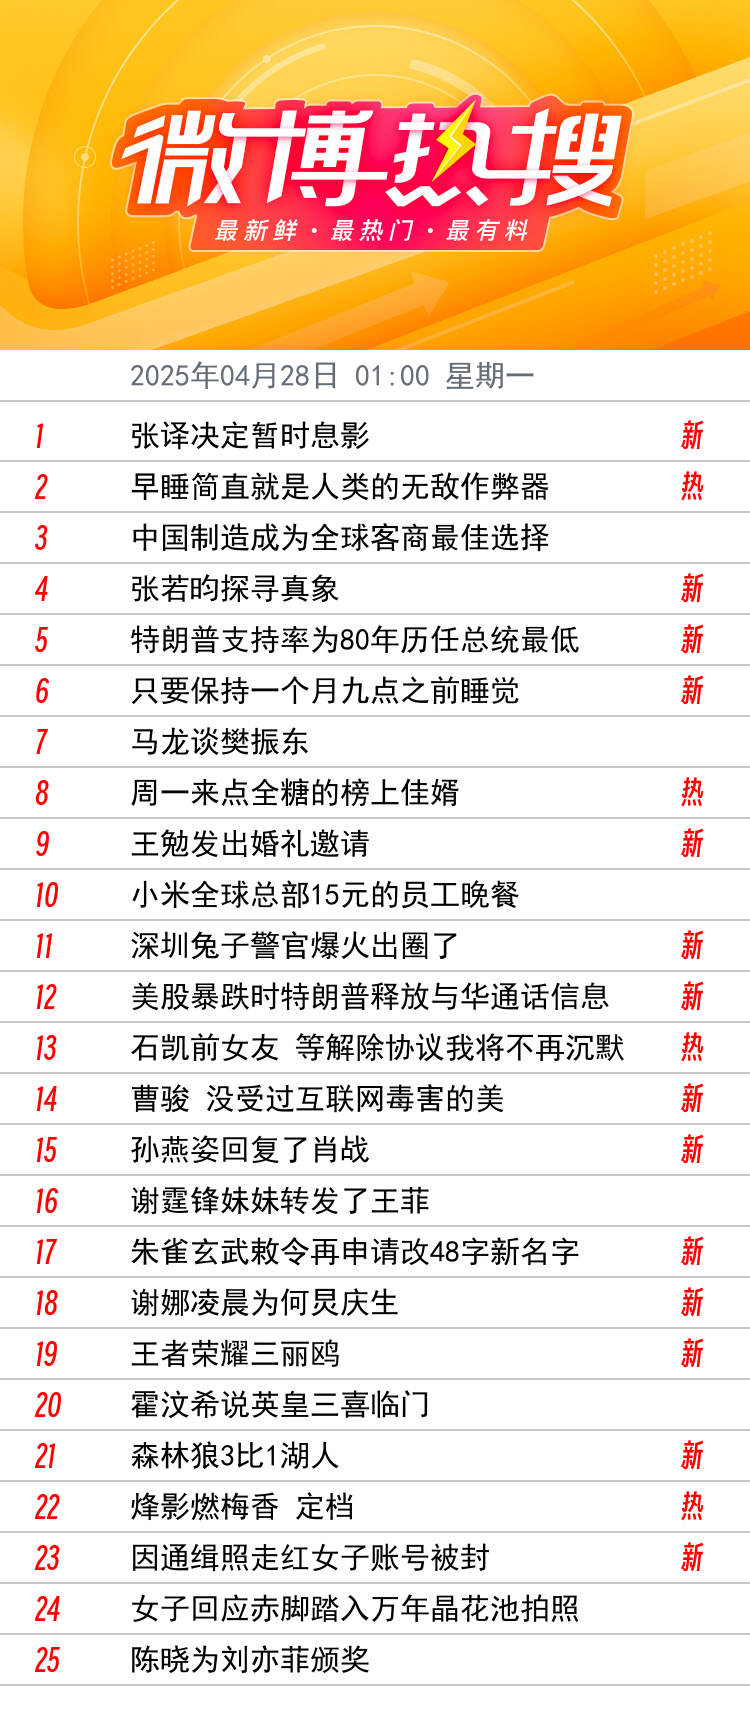 微博热搜
最新鲜·最热门·最有料
2025年04月28日 01:00 星期一
1 张译决定暂时息影 新
2 早睡简直就是人类的无敌作弊器 热
3 中国制造成为全球客商最佳选择
4 张若昀探寻真象 新
5 特朗普支持率为80年历任总统最低 新
6 只要保持一个月九点之前睡觉 新
7 马龙谈樊振东
8 周一来点全糖的榜上佳婿 热
9 王勉发出婚礼邀请 新
10 小米全球总部15元的员工晚餐
11 深圳兔子警官爆火出圈了 新
12 美股暴跌时特朗普释放与华通话信息 新
13 石凯前女友 等解除协议我将不再沉默 热
14 曹骏 没受过互联网毒害的美 新
15 孙燕姿回复了肖战 新
16 谢霆锋妹妹转发了王菲
17 朱雀玄武敕令再申请改48字新名字 新
18 谢娜凌晨为何炅庆生 新
19 王者荣耀三丽鸥 新
20 霍汶希说英皇三喜临门
21 森林狼3比1湖人 新
22 烽影燃梅香 定档 热
23 因通缉照走红女子账号被封 新
24 女子回应赤脚踏入万年晶花池拍照
25 陈晓为刘亦菲颁奖